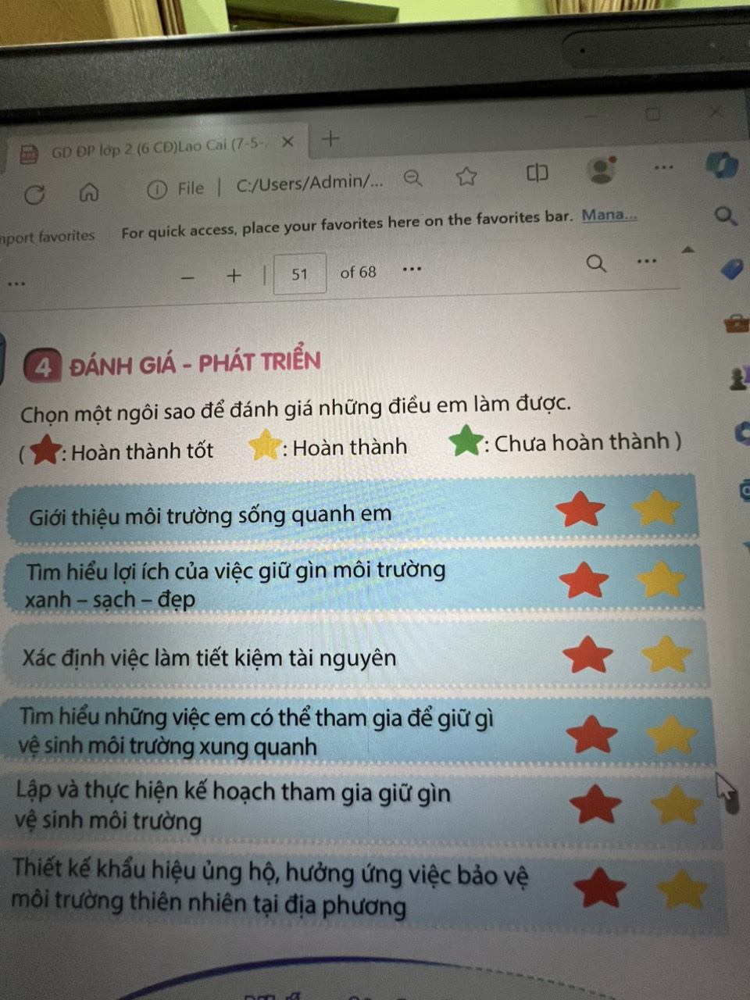 GD ĐP lớp 2 (6 CD)Lao Cai (7-5-
File | C:/Users/Admin/...
import favorites For quick access, place your favorites here on the favorites bar. Mana...
51 of 68
4 ĐÁNH GIÁ - PHÁT TRIỂN
Chọn một ngôi sao để đánh giá những điều em làm được.
( : Hoàn thành tốt : Hoàn thành : Chưa hoàn thành )
Giới thiệu môi trường sống quanh em
Tìm hiểu lợi ích của việc giữ gìn môi trường
xanh – sạch – đẹp
Xác định việc làm tiết kiệm tài nguyên
Tìm hiểu những việc em có thể tham gia để giữ gì
vệ sinh môi trường xung quanh
Lập và thực hiện kế hoạch tham gia giữ gìn
vệ sinh môi trường
Thiết kế khẩu hiệu ủng hộ, hưởng ứng việc bảo vệ
môi trường thiên nhiên tại địa phương